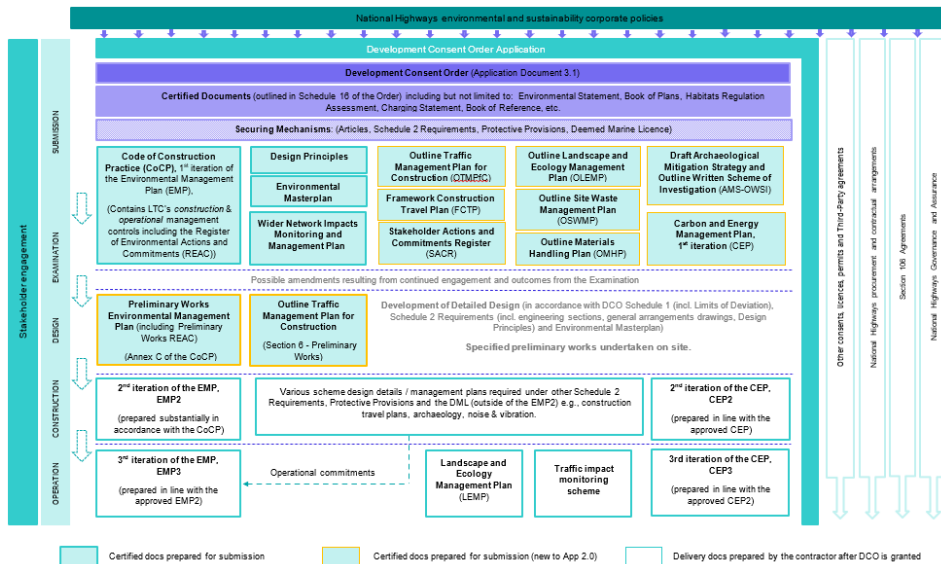 National Highways environmental and sustainability corporate policies
Development Consent Order Application
Development Consent Order (Application Document 3.1)
Certified Documents (outlined in Schedule 16 of the Order) including but not limited to: Environmental Statement, Book of Plans, Habitats Regulation
Assessment, Charging Statement, Book of Reference, etc.
Securing Mechanisms: (Articles, Schedule 2 Requirements, Protective Provisions, Deemed Marine Licence)
Stakeholder engagement
SUBMISSION
EXAMINATION
DESIGN
CONSTRUCTION
OPERATION
Code of Construction
Practice (CoCP), 1st iteration of
the Environmental Management
Plan (EMP),
(Contains LTC's construction &
operational management
controls including the Register
of Environmental Actions and
Commitments (REAC))
Design Principles
Environmental
Masterplan
Wider Network Impacts
Monitoring and
Management Plan
Outline Traffic
Management Plan for
Construction (OTMPfC)
Framework Construction
Travel Plan (FCTP)
Stakeholder Actions and
Commitments Register
(SACR)
Outline Landscape and
Ecology Management
Plan (OLEMP)
Outline Site Waste
Management Plan
(OSWMP)
Outline Materials
Handling Plan (OMHP)
Draft Archaeological
Mitigation Strategy and
Outline Written Scheme of
Investigation (AMS-OWSI)
Carbon and Energy
Management Plan,
1st iteration (CEP)
Possible amendments resulting from continued engagement and outcomes from the Examination
Preliminary Works
Environmental Management
Plan (including Preliminary
Works REAC)
(Annex C of the CoCP)
Outline Traffic
Management Plan for
Construction
(Section 6 - Preliminary
Works)
Development of Detailed Design (in accordance with DCO Schedule 1 (incl. Limits of Deviation),
Schedule 2 Requirements (incl. engineering sections, general arrangements drawings, Design
Principles) and Environmental Masterplan)
Specified preliminary works undertaken on site.
2nd iteration of the EMP,
EMP2
(prepared substantially in
accordance with the CoCP)
Various scheme design details / management plans required under other Schedule 2
Requirements, Protective Provisions and the DML (outside of the EMP2) e.g., construction
travel plans, archaeology, noise & vibration.
2nd iteration of the CEP,
CEP2
(prepared in line with the
approved CEP)
3rd iteration of the EMP,
EMP3
(prepared in line with the
approved EMP2)
Operational commitments
Landscape and
Ecology
Management Plan
(LEMP)
Traffic impact
monitoring
scheme
3rd iteration of the CEP,
CEP3
(prepared in line with the
approved CEP2)
Other consents, licences, permits and Third-Party agreements
National Highways procurement and contractual arrangements
Section 106 Agreements
National Highways Governance and Assurance
Certified docs prepared for submission
Certified docs prepared for submission (new to App 2.0)
Delivery docs prepared by the contractor after DCO is granted